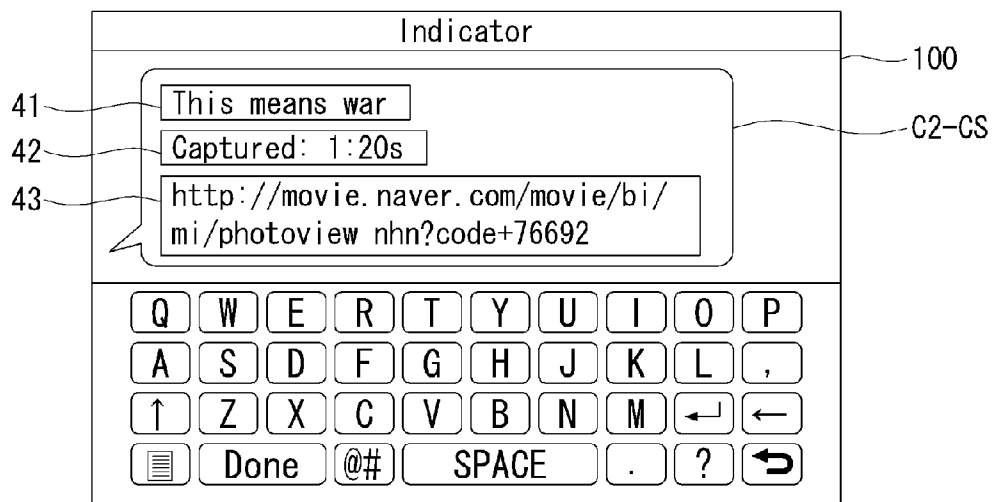 Indicator
100
41 This means war
C2-CS
42 Captured: 1:20s
43 http://movie.naver.com/movie/bi/
mi/photoview nhn?code+76692
Q W E R T Y U I O P
A S D F G H J K L ,
↑ Z X C V B N M ↵ ←
Done @# SPACE . ?